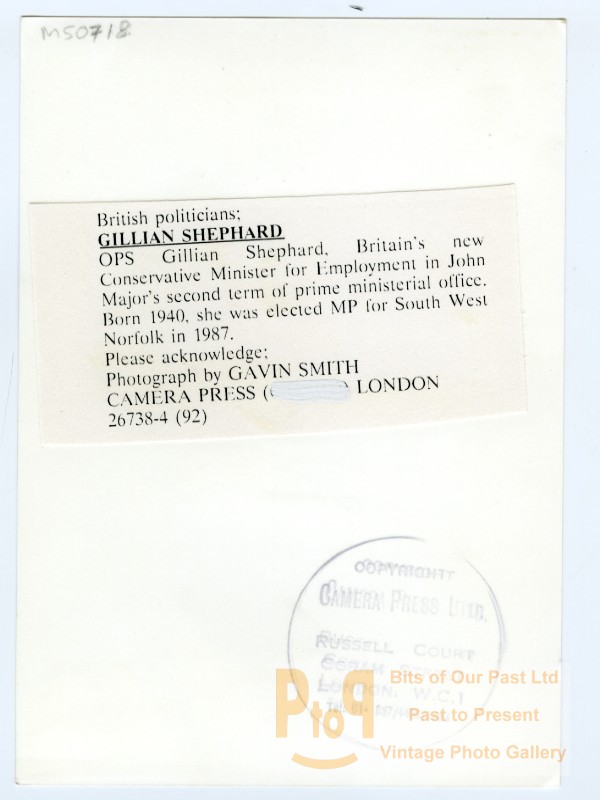 M50718
British politicians;
GILLIAN SHEPHARD
OPS Gillian Shephard, Britain's new
Conservative Minister for Employment in John
Major's second term of prime ministerial office.
Born 1940, she was elected MP for South West
Norfolk in 1987.
Please acknowledge;
Photograph by GAVIN SMITH
CAMERA PRESS ( ) LONDON
26738-4 (92)
COPYRIGHT
CAMERA PRESS LTD.
RUSSELL COURT
CORAM
LONDON. W.C.1
PtoP
Bits of Our Past Ltd
Past to Present
Vintage Photo Gallery